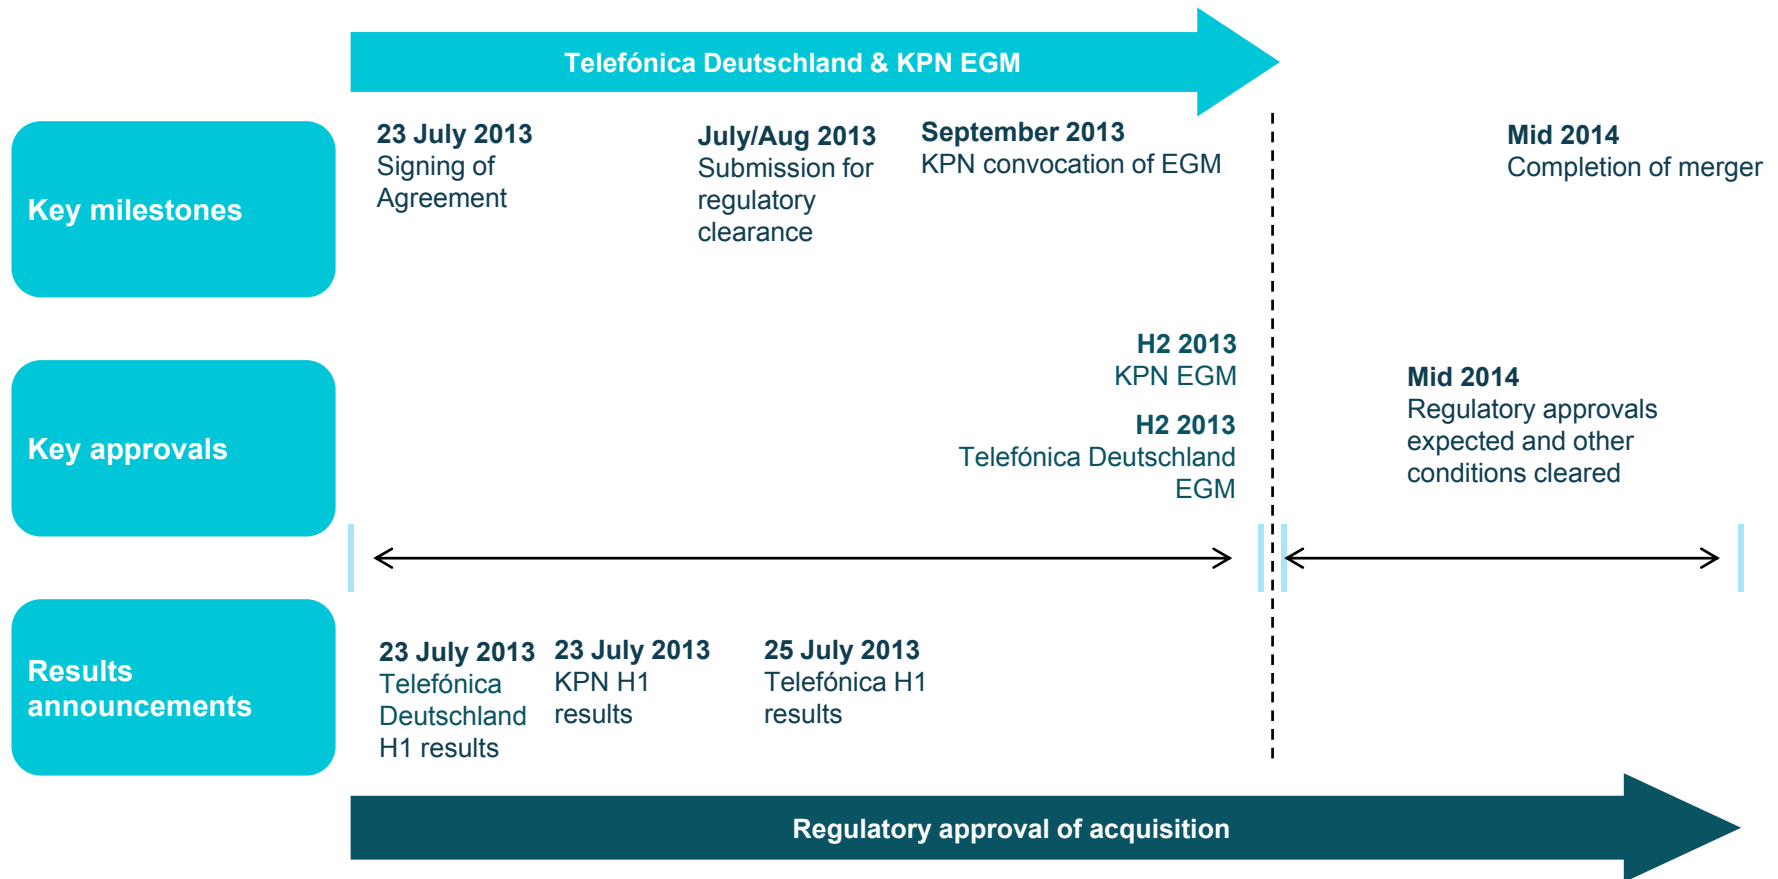 Telefónica Deutschland & KPN EGM
Key milestones
23 July 2013
Signing of
Agreement
July/Aug 2013
Submission for
regulatory
clearance
September 2013
KPN convocation of EGM
Mid 2014
Completion of merger
Key approvals
H2 2013
KPN EGM
H2 2013
Telefónica Deutschland
EGM
Mid 2014
Regulatory approvals
expected and other
conditions cleared
Results
announcements
23 July 2013
Telefónica
Deutschland
H1 results
23 July 2013
KPN H1
results
25 July 2013
Telefónica H1
results
Regulatory approval of acquisition